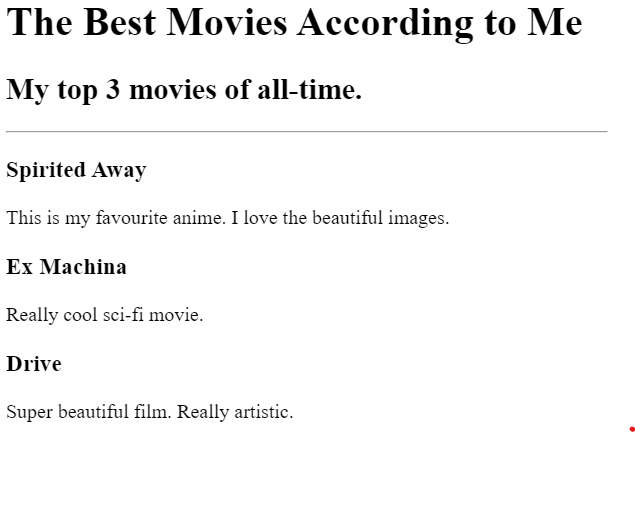 The Best Movies According to Me
My top 3 movies of all-time.
Spirited Away
This is my favourite anime. I love the beautiful images.
Ex Machina
Really cool sci-fi movie.
Drive
Super beautiful film. Really artistic.